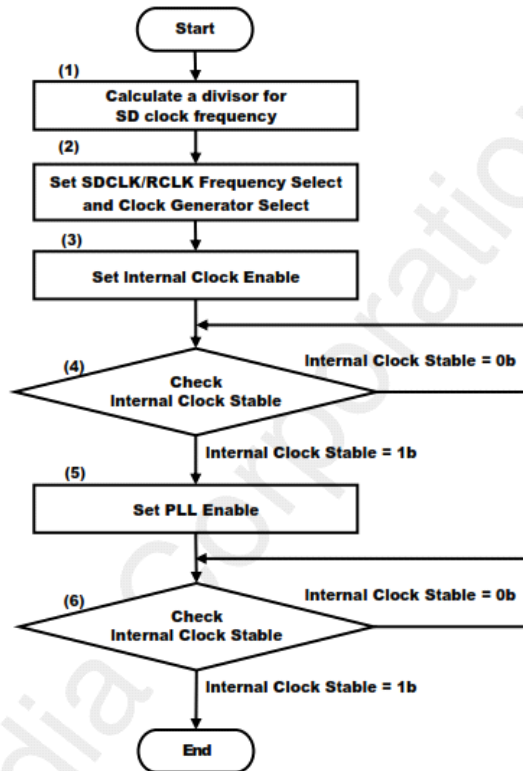 Start
(1)
Calculate a divisor for
SD clock frequency
(2)
Set SDCLK/RCLK Frequency Select
and Clock Generator Select
(3)
Set Internal Clock Enable
Internal Clock Stable = 0b
(4)
Check
Internal Clock Stable
Internal Clock Stable = 1b
(5)
Set PLL Enable
Internal Clock Stable = 0b
(6)
Check
Internal Clock Stable
Internal Clock Stable = 1b
End
dia Corporation